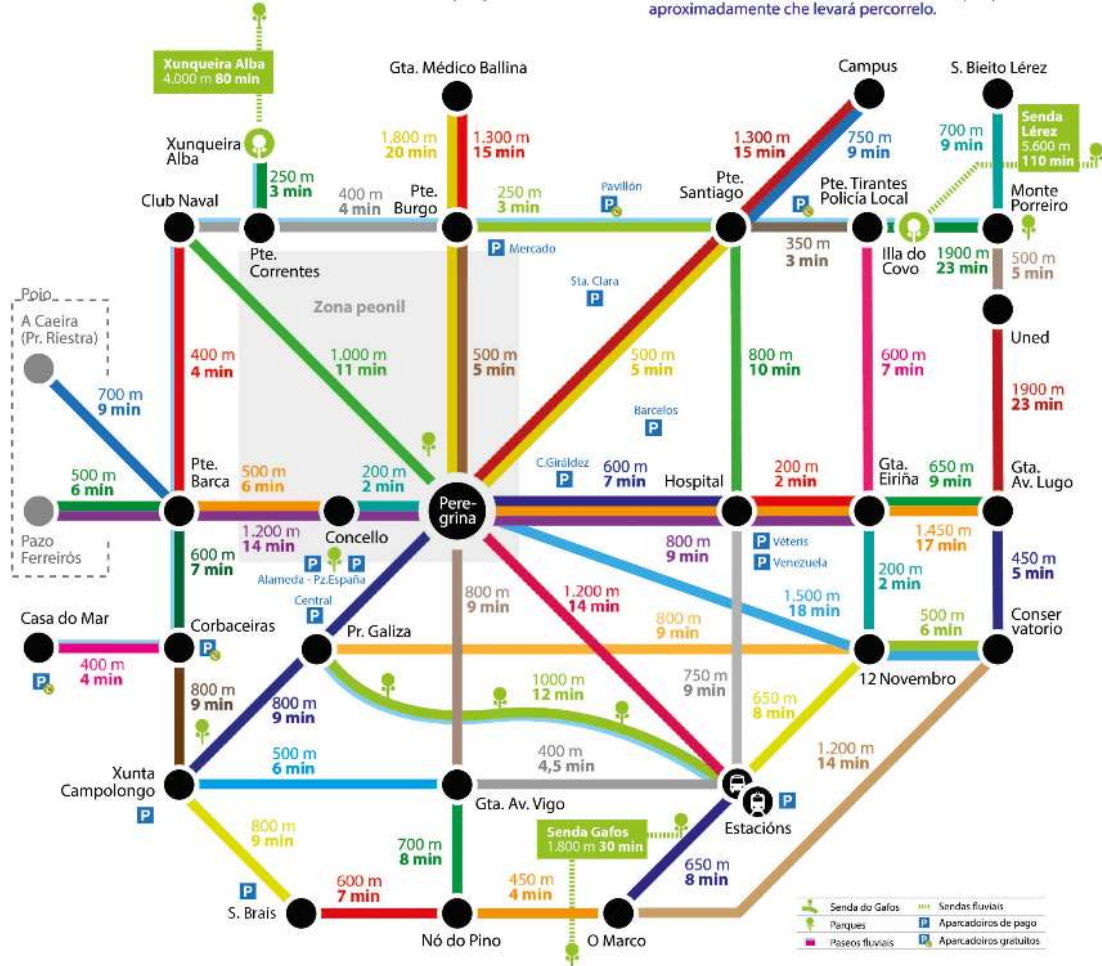 aproximadamente che levará percorrelo.
Xunqueira Alba
4.000 m 80 min
Gta. Médico Ballina
Campus
S. Bieito Lérez
Xunqueira
Alba
1.800 m
20 min
1.300 m
15 min
1.300 m
15 min
750 m
9 min
700 m
9 min
Senda
Lérez
5.600 m
110 min
250 m
3 min
Club Naval
400 m
4 min
Pte.
Burgo
250 m
3 min
Pavillón
Pte.
Santiago
Pte. Tirantes
Policía Local
Monte
Porreiro
Pte.
Correntes
P Mercado
350 m
3 min
Illa do
Covo
1900 m
23 min
500 m
5 min
Poio
A Caeira
(Pr. Riestra)
Zona peonil
Sta. Clara
P
Uned
400 m
4 min
1.000 m
11 min
500 m
5 min
500 m
5 min
800 m
10 min
600 m
7 min
1900 m
23 min
700 m
9 min
Barcelos
P
500 m
6 min
Pte.
Barca
500 m
6 min
200 m
2 min
C.Giráldez
P
600 m
7 min
Hospital
200 m
2 min
Gta.
Eiriña
650 m
9 min
Gta.
Av. Lugo
Pere-
grina
Pazo
Ferreirós
1.200 m
14 min
Concello
800 m
9 min
P Véteris
P Venezuela
1.450 m
17 min
600 m
7 min
P P
Alameda - Pz.España
Central
P
800 m
9 min
1.200 m
14 min
1.500 m
18 min
200 m
2 min
450 m
5 min
Casa do Mar
Corbaceiras
Pr. Galiza
800 m
9 min
500 m
6 min
Conser
vatorio
400 m
4 min
P
P
12 Novembro
800 m
9 min
800 m
9 min
1000 m
12 min
750 m
9 min
650 m
8 min
Xunta
Campolongo
P
500 m
6 min
400 m
4,5 min
1.200 m
14 min
Gta. Av. Vigo
Estacións
P
800 m
9 min
700 m
8 min
Senda Gafos
1.800 m 30 min
650 m
8 min
P
S. Brais
600 m
7 min
450 m
4 min
Nó do Pino
O Marco
Senda do Gafos
Sendas fluviais
Parques
P Aparcadoiros de pago
Paseos fluviais
P Aparcadoiros gratuitos